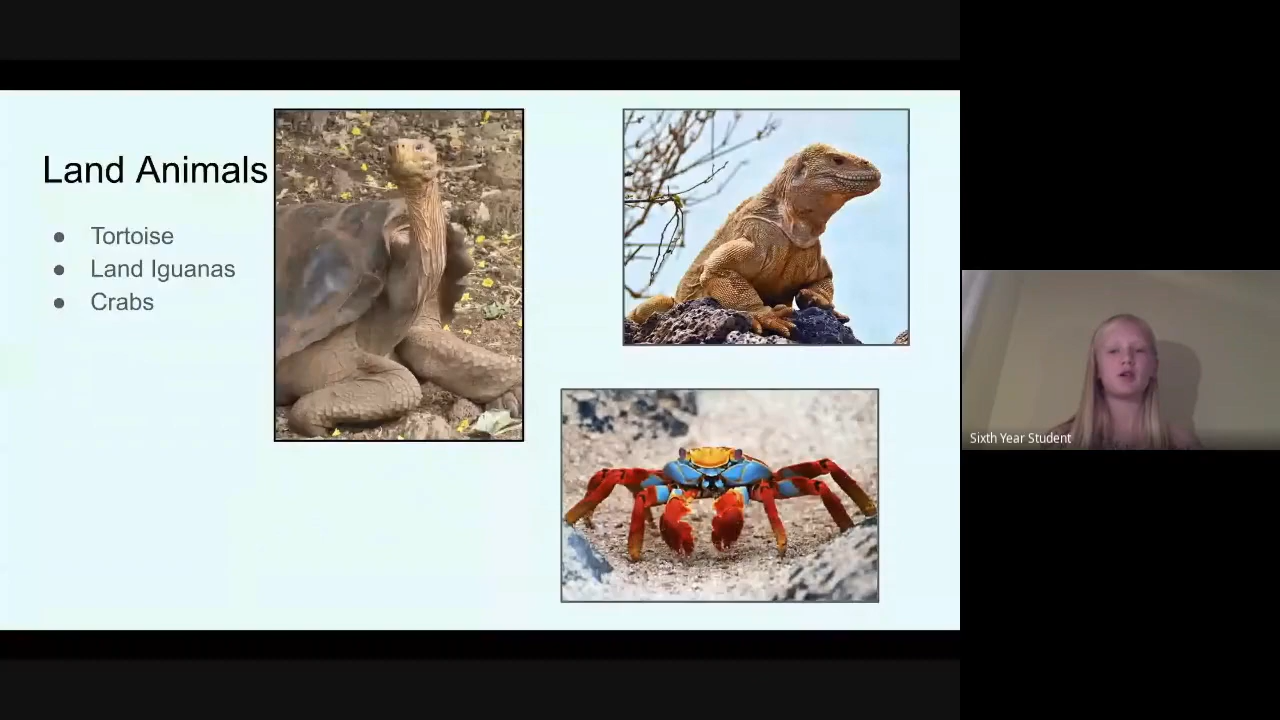 Land Animals
● Tortoise
● Land Iguanas
● Crabs
Sixth Year Student